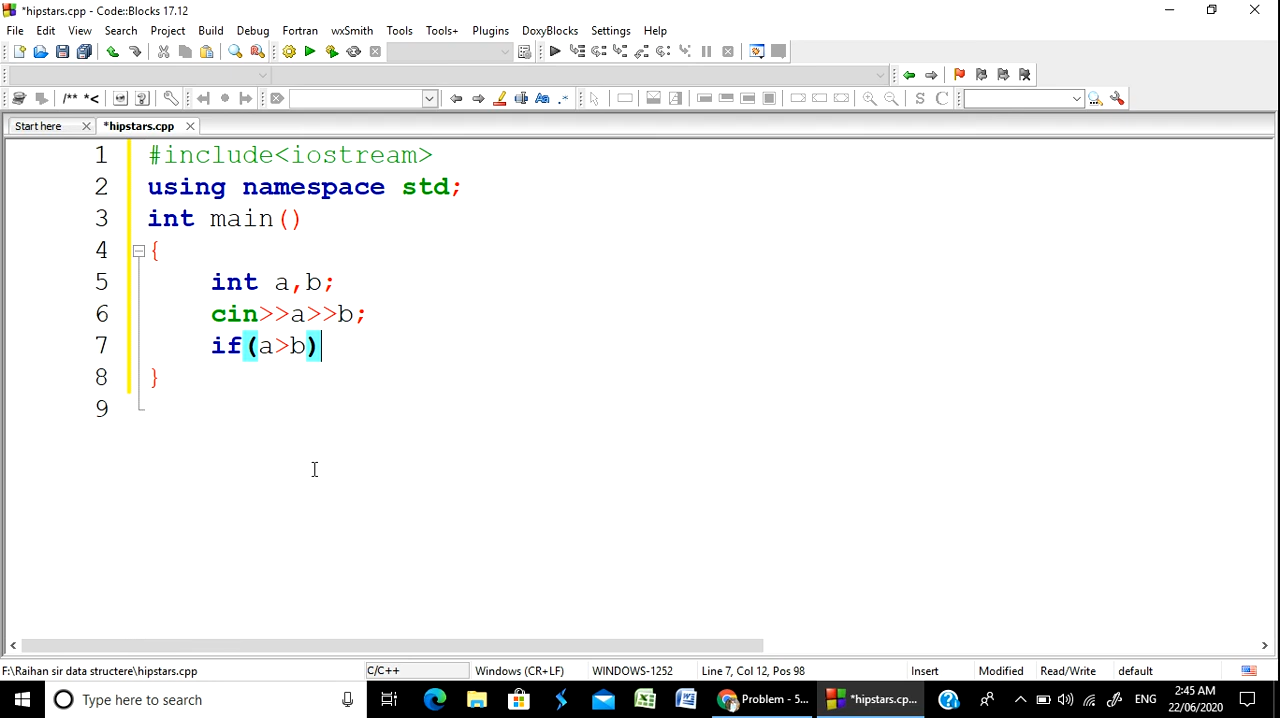 *hipstars.cpp - Code::Blocks 17.12
File Edit View Search Project Build Debug Fortran wxSmith Tools Tools+ Plugins DoxyBlocks Settings Help
/** *<
S C
Start here *hipstars.cpp
1 #include<iostream>
2 using namespace std;
3 int main()
4 {
5 int a,b;
6 cin>>a>>b;
7 if(a>b)
8 }
9
F:\Raihan sir data structere\hipstars.cpp C/C++ Windows (CR+LF) WINDOWS-1252 Line 7, Col 12, Pos 98 Insert Modified Read/Write default
Type here to search Problem - 5... *hipstars.cp... ENG 2:45 AM
22/06/2020